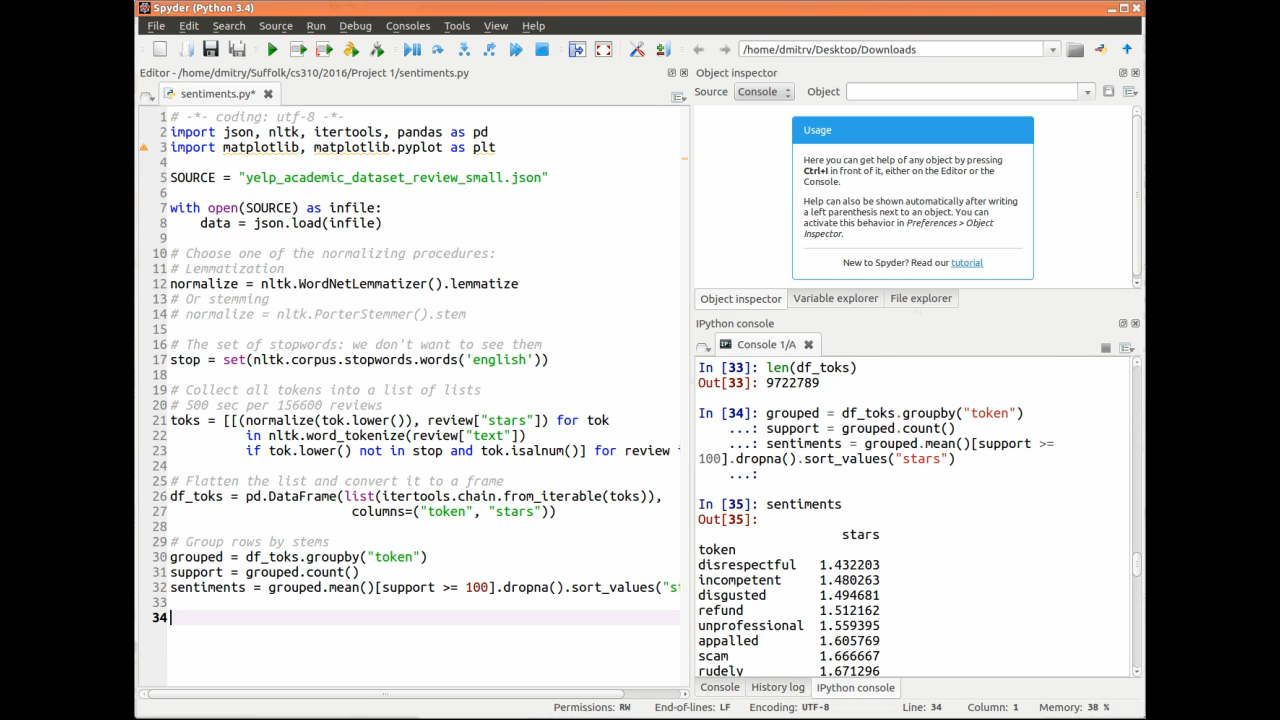 Spyder (Python 3.4)
File Edit Search Source Run Debug Consoles Tools View Help
/home/dmitry/Desktop/Downloads
Editor - /home/dmitry/Suffolk/cs310/2016/Project 1/sentiments.py
sentiments.py*
1 # -*- coding: utf-8 -*-
2 import json, nltk, itertools, pandas as pd
3 import matplotlib, matplotlib.pyplot as plt
4
5 SOURCE = "yelp_academic_dataset_review_small.json"
6
7 with open(SOURCE) as infile:
8     data = json.load(infile)
9
10 # Choose one of the normalizing procedures:
11 # Lemmatization
12 normalize = nltk.WordNetLemmatizer().lemmatize
13 # Or stemming
14 # normalize = nltk.PorterStemmer().stem
15
16 # The set of stopwords: we don't want to see them
17 stop = set(nltk.corpus.stopwords.words('english'))
18
19 # Collect all tokens into a list of lists
20 # 500 sec per 156600 reviews
21 toks = [[(normalize(tok.lower()), review["stars"]) for tok
22           in nltk.word_tokenize(review["text"])
23           if tok.lower() not in stop and tok.isalnum()] for review
24
25 # Flatten the list and convert it to a frame
26 df_toks = pd.DataFrame(list(itertools.chain.from_iterable(toks)),
27                         columns=("token", "stars"))
28
29 # Group rows by stems
30 grouped = df_toks.groupby("token")
31 support = grouped.count()
32 sentiments = grouped.mean()[support >= 100].dropna().sort_values("s
33
34
Object inspector
Source Console Object
Usage
Here you can get help of any object by pressing
Ctrl+I in front of it, either on the Editor or the
Console.
Help can also be shown automatically after writing
a left parenthesis next to an object. You can
activate this behavior in Preferences > Object
Inspector.
New to Spyder? Read our tutorial
Object inspector Variable explorer File explorer
IPython console
Console 1/A
In [33]: len(df_toks)
Out[33]: 9722789
In [34]: grouped = df_toks.groupby("token")
...: support = grouped.count()
...: sentiments = grouped.mean()[support >=
100].dropna().sort_values("stars")
...:
In [35]: sentiments
Out[35]:
stars
token
disrespectful 1.432203
incompetent 1.480263
disgusted 1.494681
refund 1.512162
unprofessional 1.559395
appalled 1.605769
scam 1.666667
rudely 1.671296
Console History log IPython console
Permissions: RW End-of-lines: LF Encoding: UTF-8 Line: 34 Column: 1 Memory: 38 %